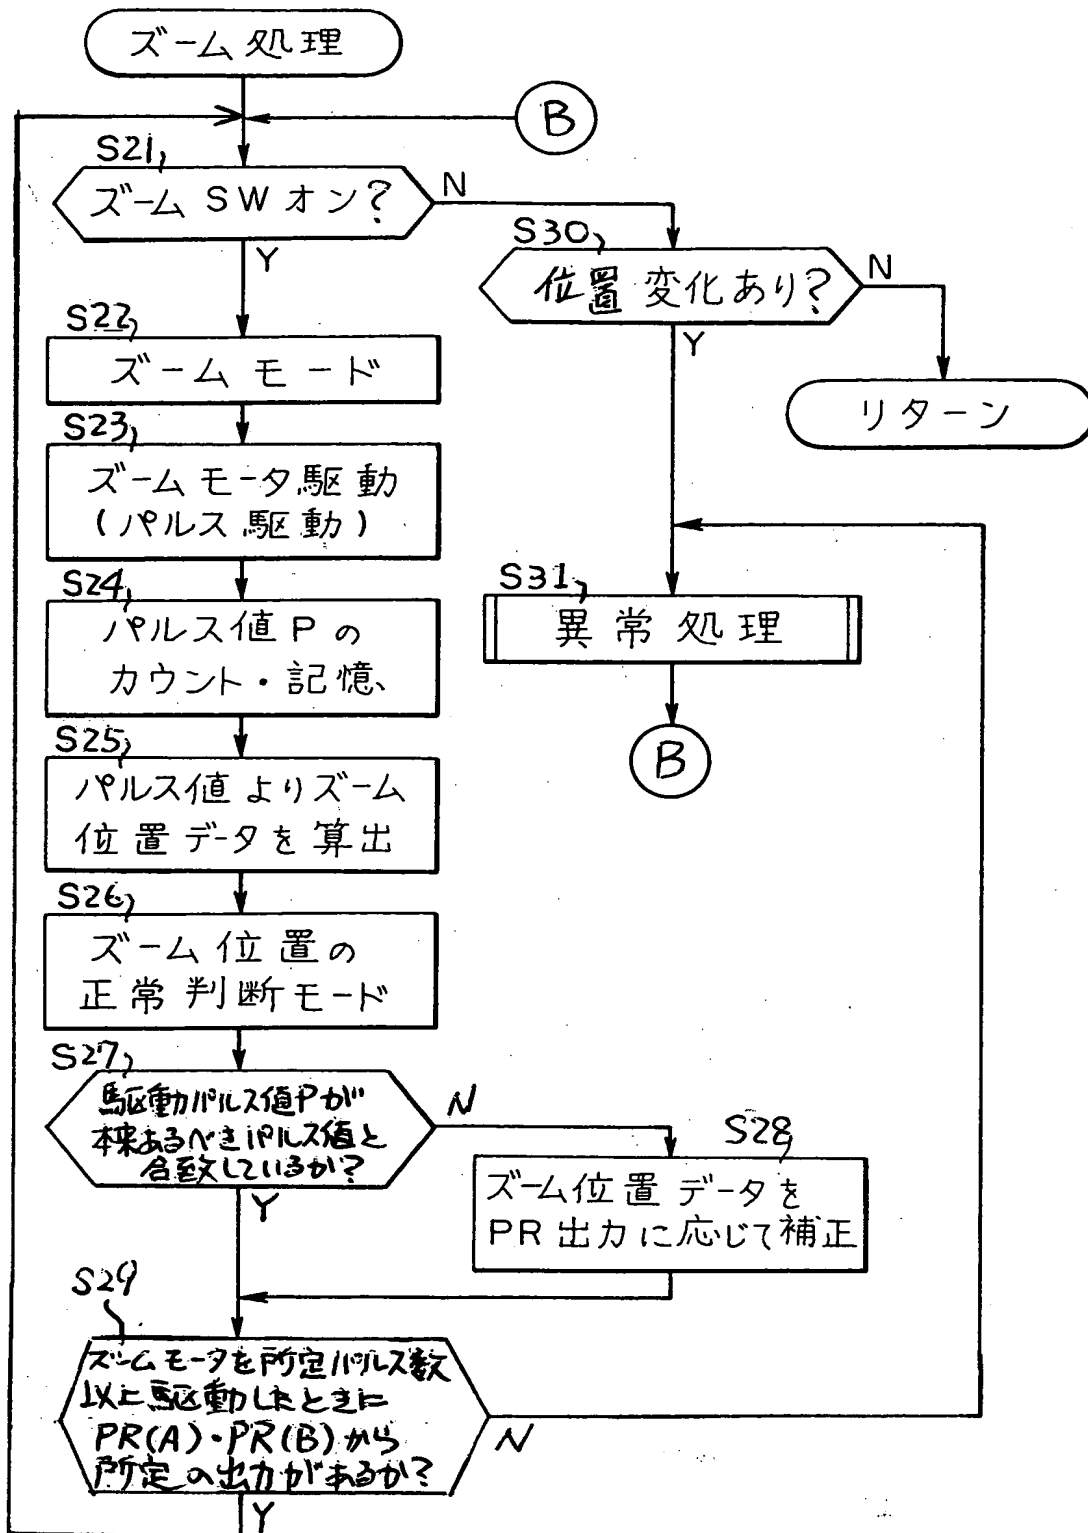 ズーム処理
B
S21
ズームSWオン?
N
Y
S30
位置変化あり?
N
Y
リターン
S22
ズームモード
S23
ズームモータ駆動
(パルス駆動)
S24
パルス値Pの
カウント・記憶
S31
異常処理
B
S25
パルス値よりズーム
位置データを算出
S26
ズーム位置の
正常判断モード
S27
駆動パルス値Pが
本来あるべきパルス値と
合致しているか?
N
Y
S28
ズーム位置データを
PR出力に応じて補正
S29
ズームモータを所定パルス数
以上駆動したときに
PR(A)・PR(B)から
所定の出力があるか?
N
Y